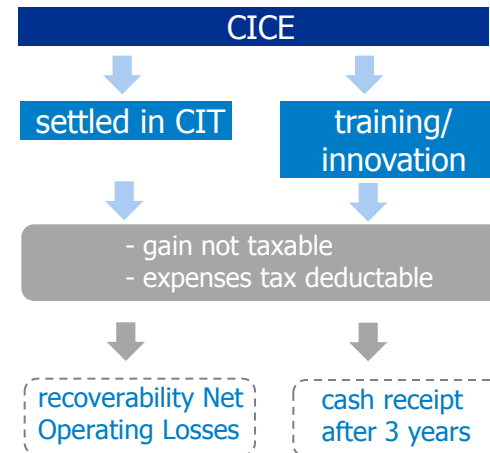 CICE
settled in CIT
training/
innovation
- gain not taxable
- expenses tax deductable
recoverability Net
Operating Losses
cash receipt
after 3 years